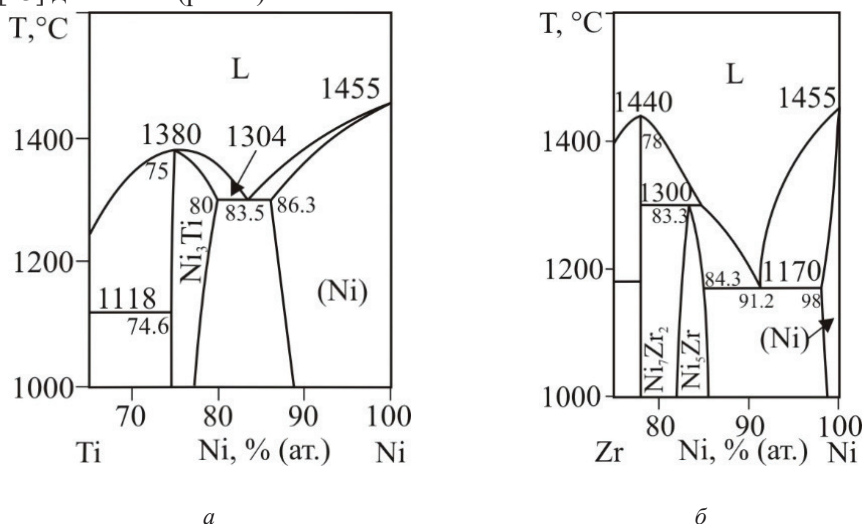 T,°C
L
1455
1400
1380
1304
75
80
83.5
86.3
Ni₃Ti
1200
1118
74.6
(Ni)
1000
70
80
90
100
Ti
Ni, % (ат.)
Ni
а
T, °C
L
1440
1455
1400
78
1300
83.3
1200
84.3
1170
91.2
98
(Ni)
Ni₇Zr₂
Ni₅Zr
1000
80
90
100
Zr
Ni, % (ат.)
Ni
б